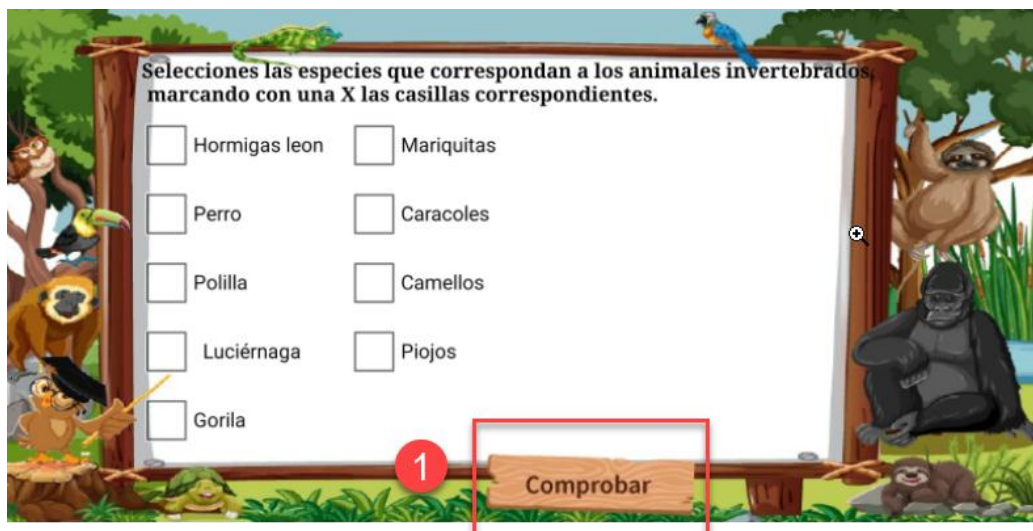 Selecciones las especies que correspondan a los animales invertebrados,
marcando con una X las casillas correspondientes.
Hormigas leon
Mariquitas
Perro
Caracoles
Polilla
Camellos
Luciérnaga
Piojos
Gorila
1
Comprobar